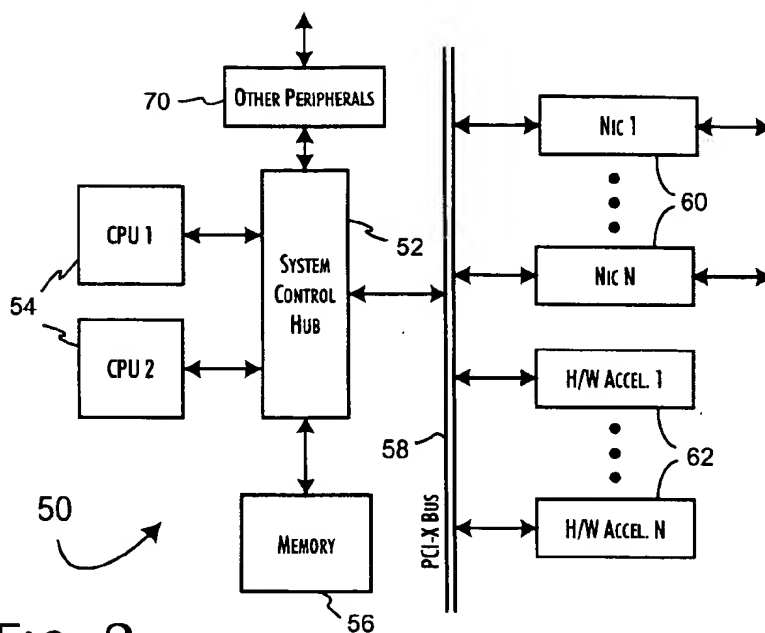 70
OTHER PERIPHERALS
NIC 1
CPU 1
52
60
SYSTEM
CONTROL
HUB
NIC N
54
CPU 2
H/W ACCEL. 1
58
62
50
MEMORY
PCI-X BUS
H/W ACCEL. N
56